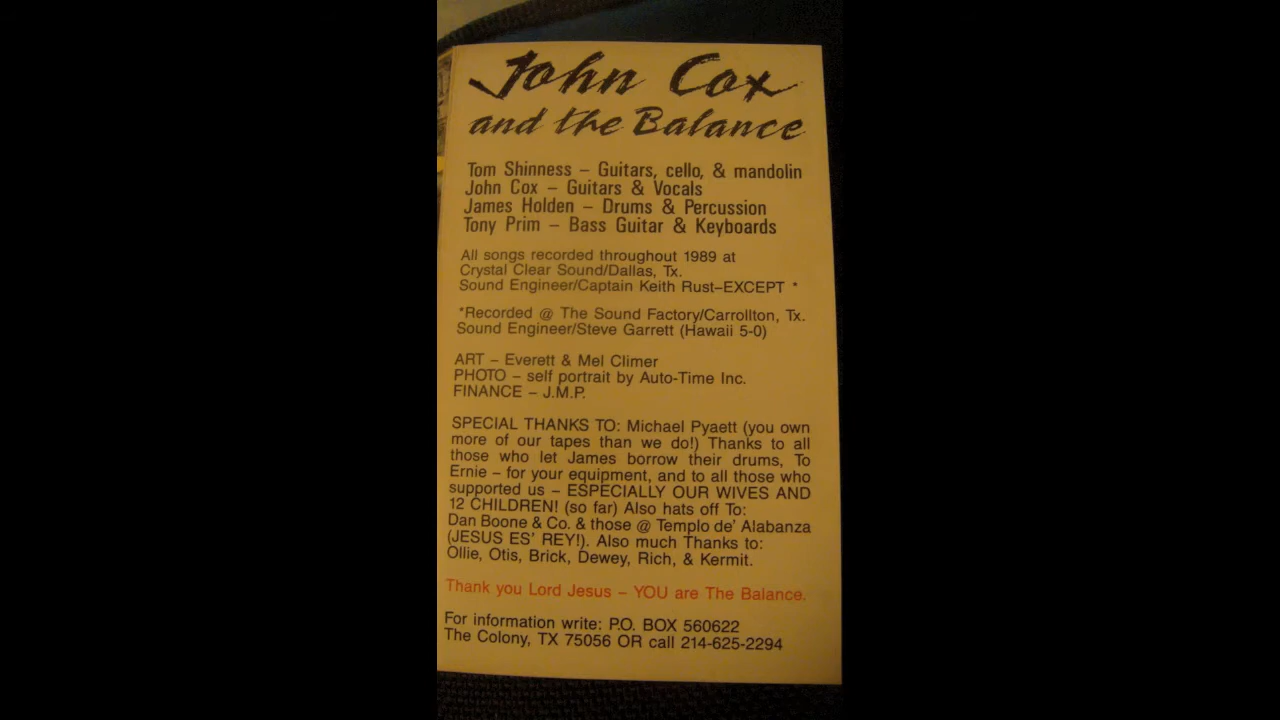 John Cox
and the Balance
Tom Shinness – Guitars, cello, & mandolin
John Cox – Guitars & Vocals
James Holden – Drums & Percussion
Tony Prim – Bass Guitar & Keyboards
All songs recorded throughout 1989 at
Crystal Clear Sound/Dallas, Tx.
Sound Engineer/Captain Keith Rust–EXCEPT *
*Recorded @ The Sound Factory/Carrollton, Tx.
Sound Engineer/Steve Garrett (Hawaii 5-0)
ART – Everett & Mel Climer
PHOTO – self portrait by Auto-Time Inc.
FINANCE – J.M.P.
SPECIAL THANKS TO: Michael Pyaett (you own
more of our tapes than we do!) Thanks to all
those who let James borrow their drums, To
Ernie – for your equipment, and to all those who
supported us – ESPECIALLY OUR WIVES AND
12 CHILDREN! (so far) Also hats off To:
Dan Boone & Co. & those @ Templo de' Alabanza
(JESUS ES' REY!). Also much Thanks to:
Ollie, Otis, Brick, Dewey, Rich, & Kermit.
Thank you Lord Jesus – YOU are The Balance.
For information write: P.O. BOX 560622
The Colony, TX 75056 OR call 214-625-2294